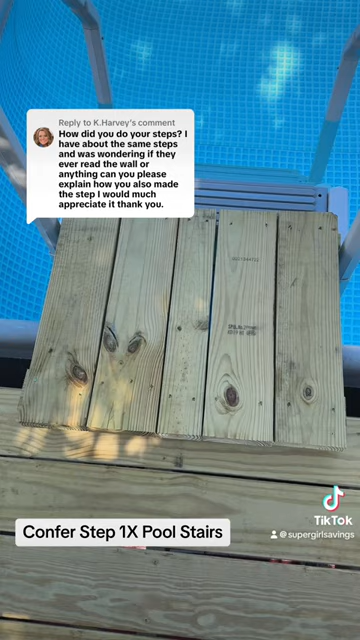 Reply to K.Harvey's comment
How did you do your steps? I
have about the same steps
and was wondering if they
ever read the wall or
anything can you please
explain how you also made
the step I would much
appreciate it thank you.
Confer Step 1X Pool Stairs
TikTok
@supergirlsavings